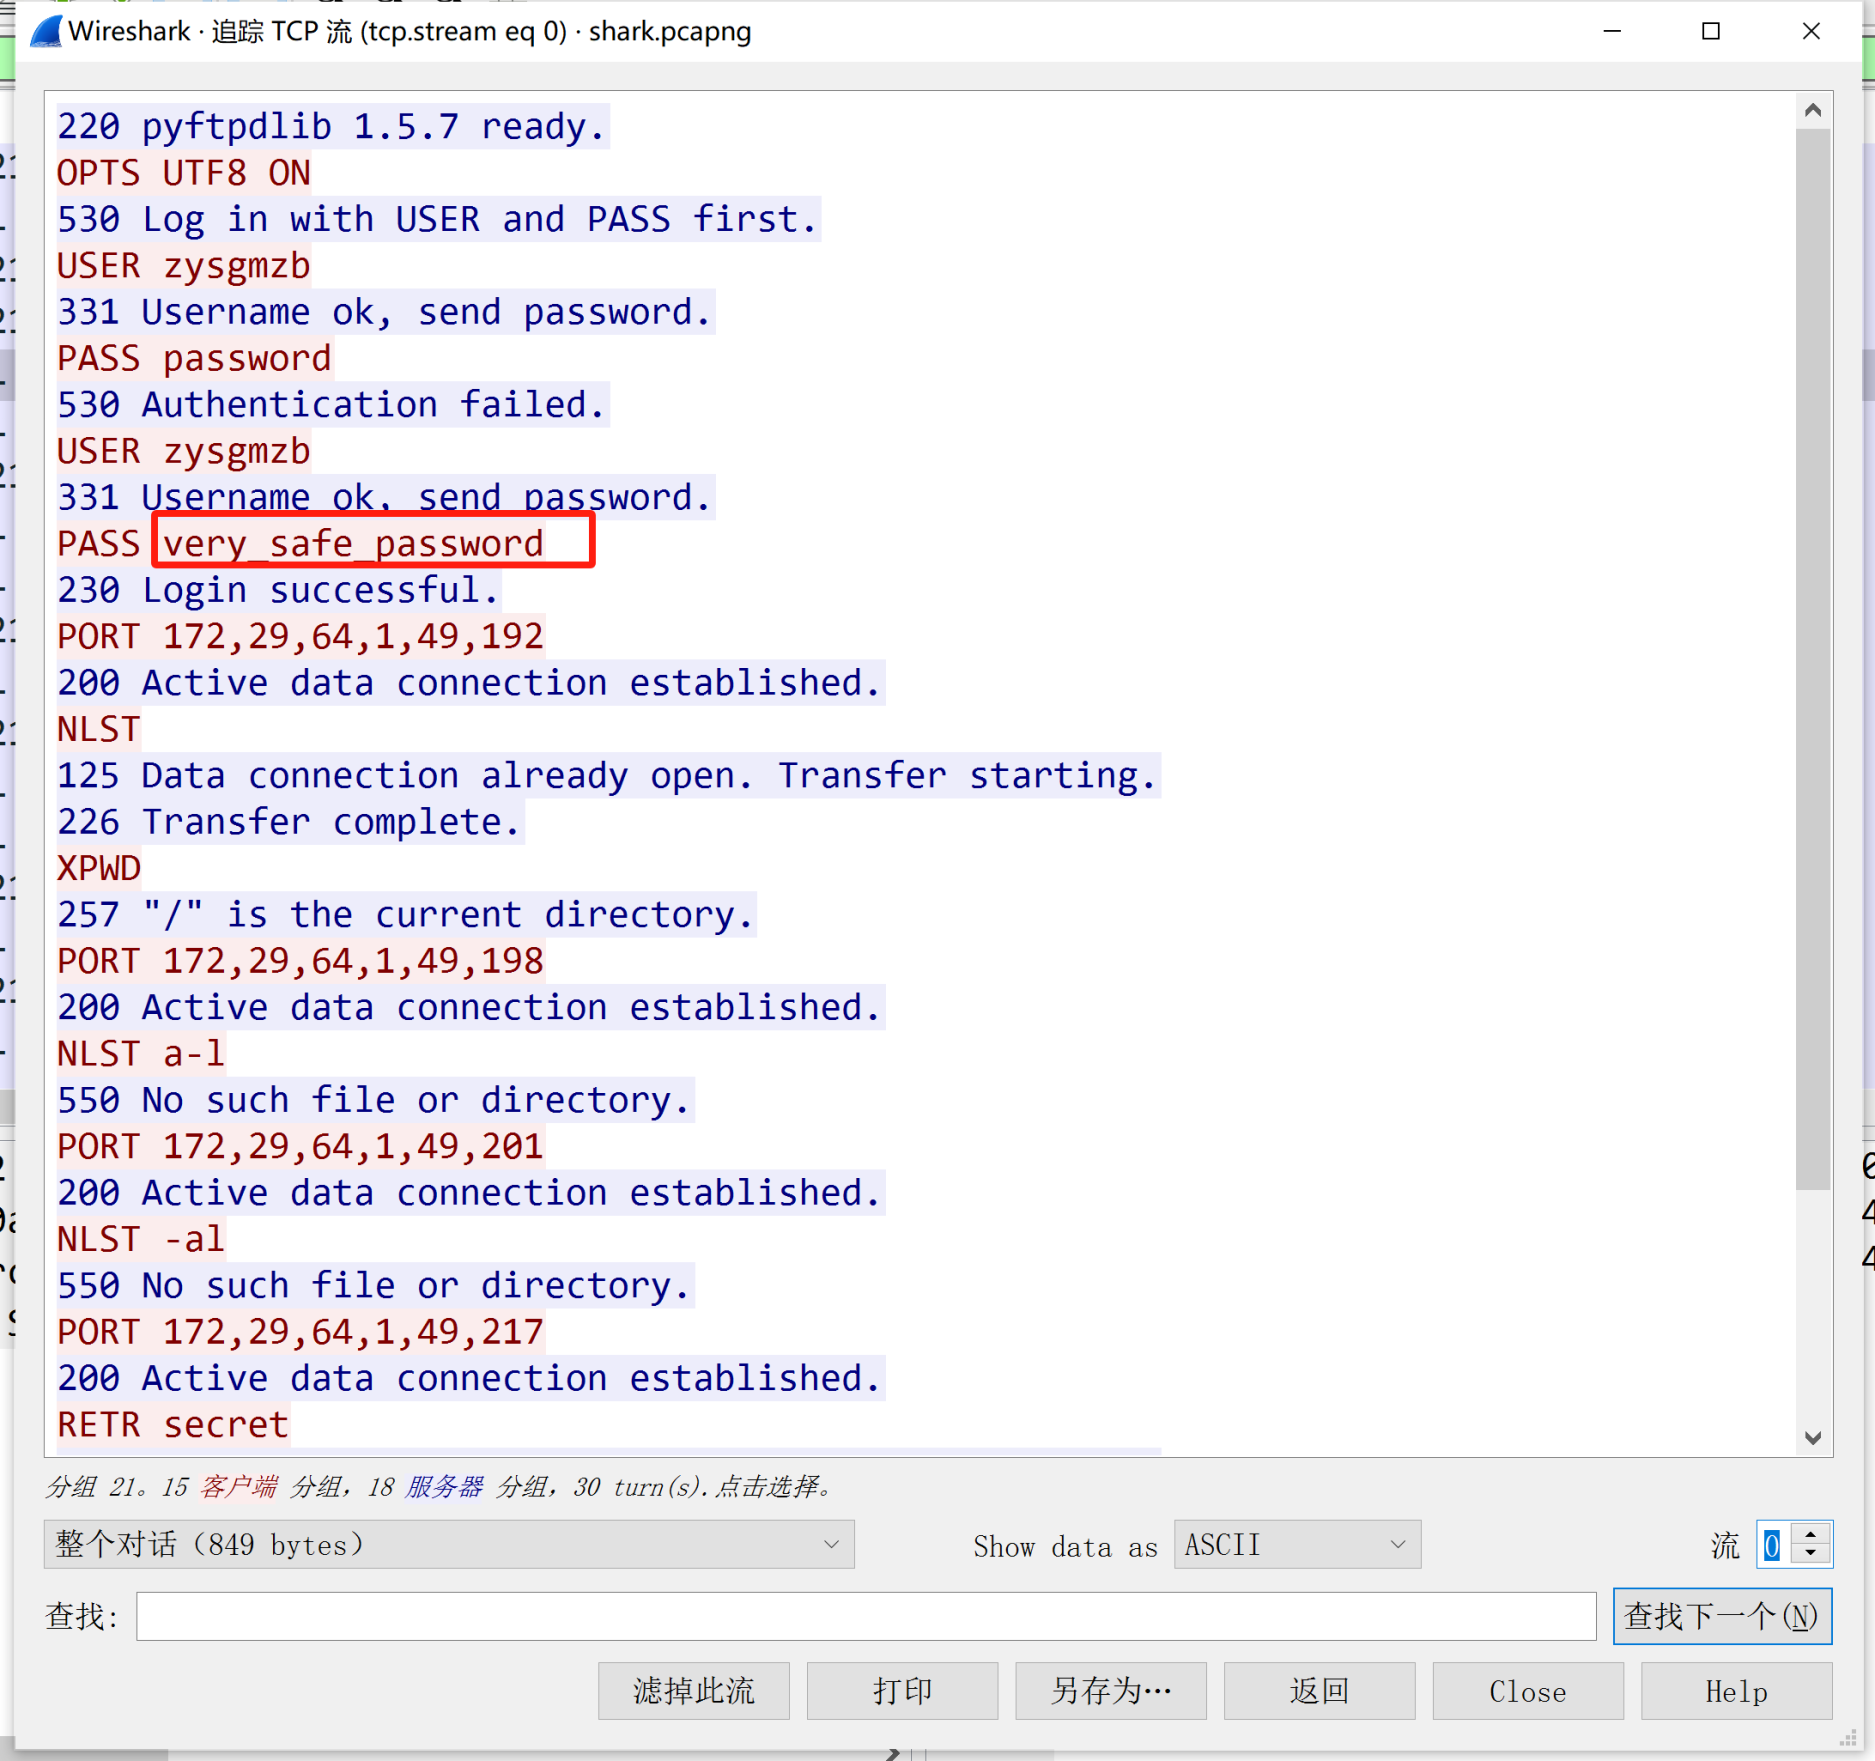 Wireshark · 追踪 TCP 流 (tcp.stream eq 0) · shark.pcapng
220 pyftpdlib 1.5.7 ready.
OPTS UTF8 ON
530 Log in with USER and PASS first.
USER zysgmzb
331 Username ok, send password.
PASS password
530 Authentication failed.
USER zysgmzb
331 Username ok, send password.
PASS very_safe_password
230 Login successful.
PORT 172,29,64,1,49,192
200 Active data connection established.
NLST
125 Data connection already open. Transfer starting.
226 Transfer complete.
XPWD
257 "/" is the current directory.
PORT 172,29,64,1,49,198
200 Active data connection established.
NLST a-l
550 No such file or directory.
PORT 172,29,64,1,49,201
200 Active data connection established.
NLST -al
550 No such file or directory.
PORT 172,29,64,1,49,217
200 Active data connection established.
RETR secret
分组 21。15 客户端 分组，18 服务器 分组，30 turn(s).点击选择。
整个对话（849 bytes） Show data as ASCII 流 0
查找: 查找下一个(N)
滤掉此流 打印 另存为… 返回 Close Help